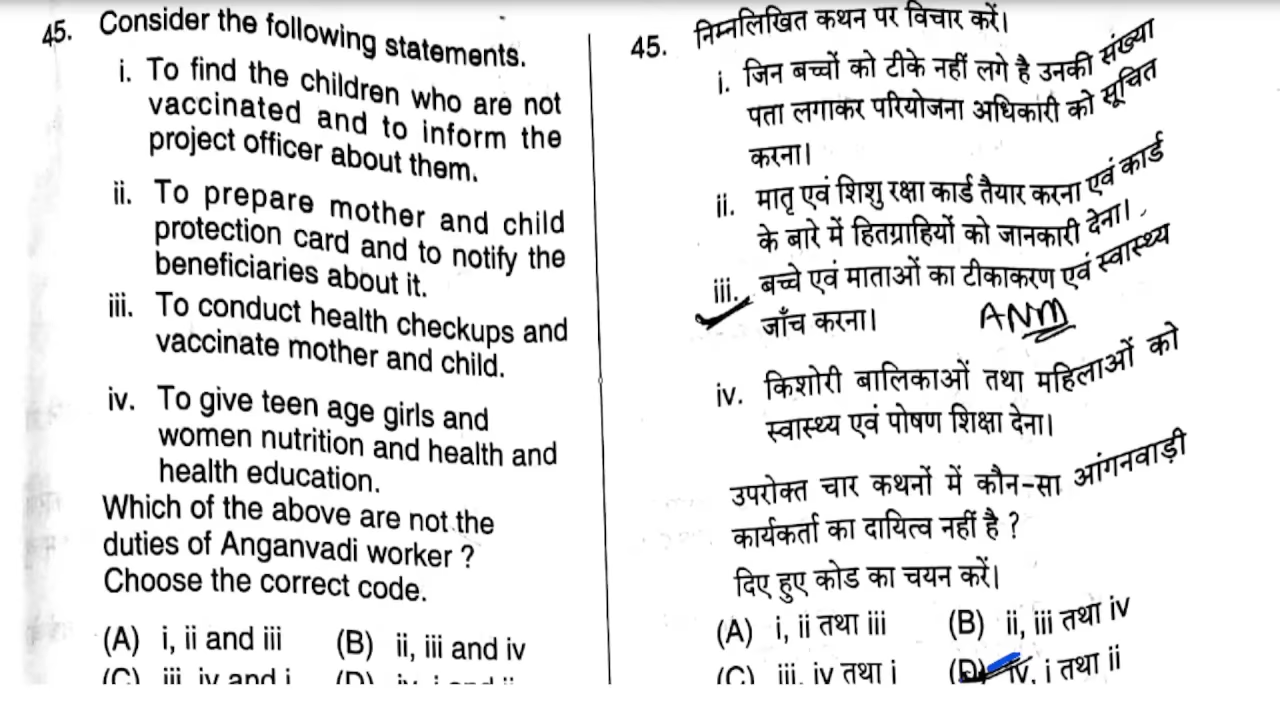 45. Consider the following statements.
i. To find the children who are not
vaccinated and to inform the
project officer about them.
ii. To prepare mother and child
protection card and to notify the
beneficiaries about it.
iii. To conduct health checkups and
vaccinate mother and child.
iv. To give teen age girls and
women nutrition and health and
health education.
Which of the above are not the
duties of Anganvadi worker ?
Choose the correct code.
(A) i, ii and iii (B) ii, iii and iv
(C) iii, iv and i (D) iv, i and ii
45. निम्नलिखित कथन पर विचार करें।
i. जिन बच्चों को टीके नहीं लगे है उनकी संख्या
पता लगाकर परियोजना अधिकारी को सूचित
करना।
ii. मातृ एवं शिशु रक्षा कार्ड तैयार करना एवं कार्ड
के बारे में हितग्राहियों को जानकारी देना।
iii. बच्चे एवं माताओं का टीकाकरण एवं स्वास्थ्य
जाँच करना।
ANM
iv. किशोरी बालिकाओं तथा महिलाओं को
स्वास्थ्य एवं पोषण शिक्षा देना।
उपरोक्त चार कथनों में कौन-सा आंगनवाड़ी
कार्यकर्ता का दायित्व नहीं है ?
दिए हुए कोड का चयन करें।
(A) i, ii तथा iii (B) ii, iii तथा iv
(C) iii, iv तथा i (D) iv, i तथा ii